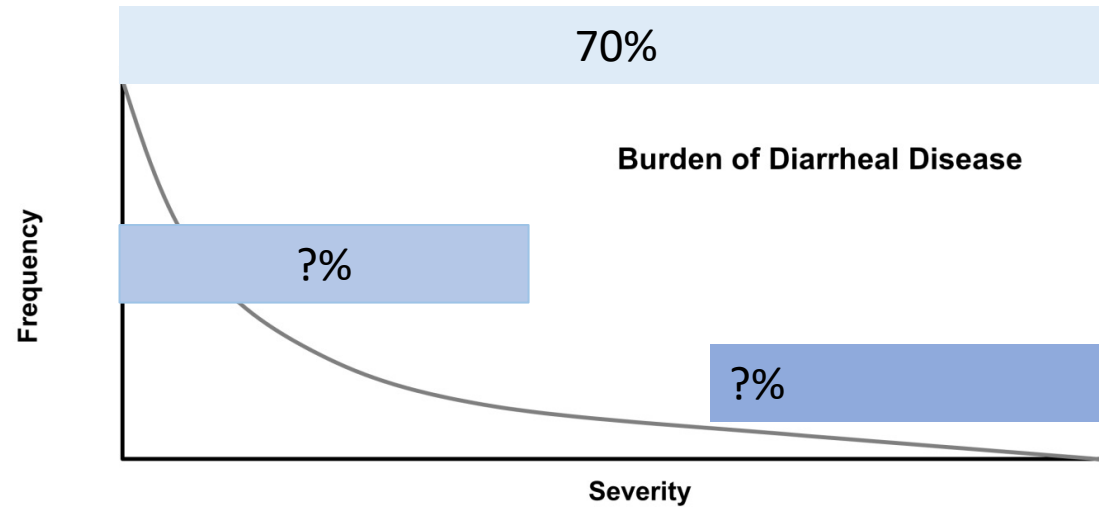 70%
Burden of Diarrheal Disease
Frequency
?%
?%
Severity